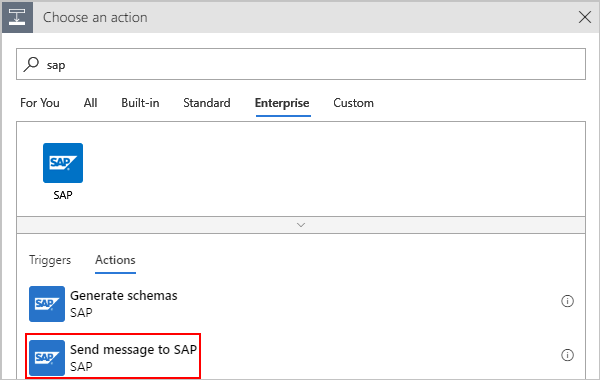 Choose an action
sap
For You All Built-in Standard Enterprise Custom
SAP
SAP
Triggers Actions
SAP Generate schemas
SAP
SAP Send message to SAP
SAP